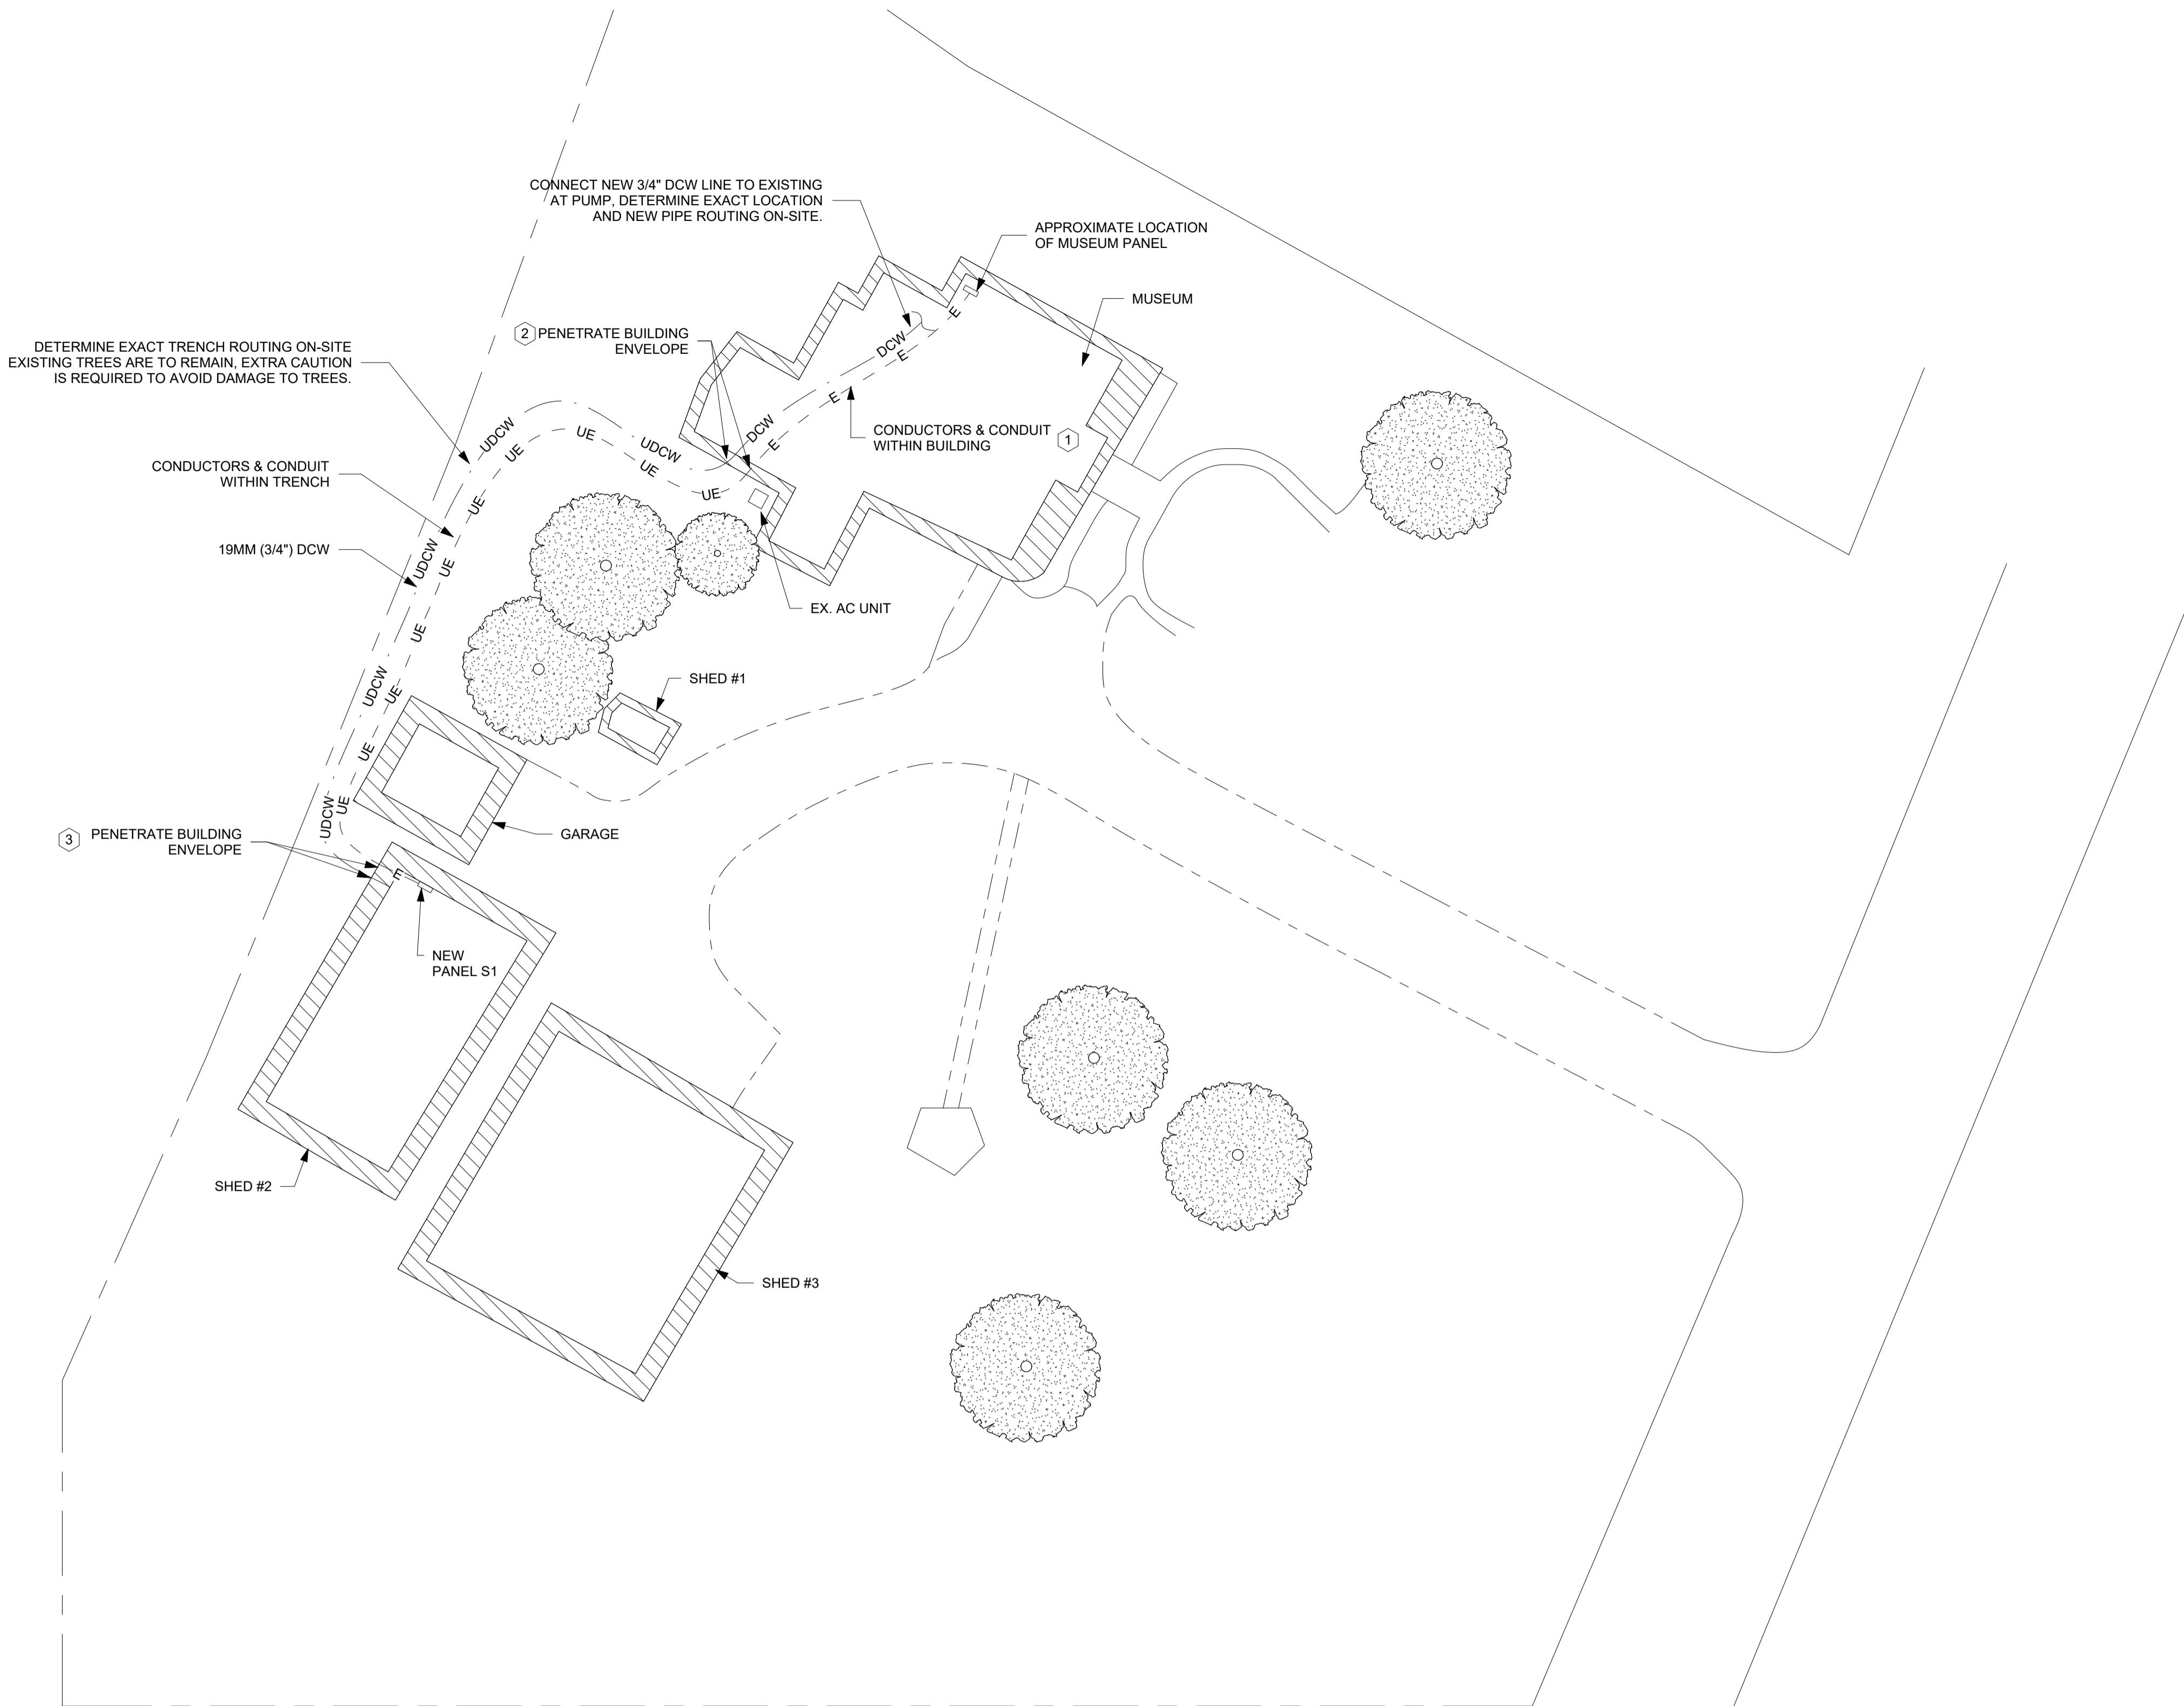 CONNECT NEW 3/4" DCW LINE TO EXISTING
AT PUMP, DETERMINE EXACT LOCATION
AND NEW PIPE ROUTING ON-SITE.
APPROXIMATE LOCATION
OF MUSEUM PANEL
MUSEUM
2 PENETRATE BUILDING
ENVELOPE
DETERMINE EXACT TRENCH ROUTING ON-SITE
EXISTING TREES ARE TO REMAIN, EXTRA CAUTION
IS REQUIRED TO AVOID DAMAGE TO TREES.
E
DCW
E
E
DCW
E
CONDUCTORS & CONDUIT
WITHIN BUILDING
1
UDCW
UE
UE
UDCW
UE
UE
CONDUCTORS & CONDUIT
WITHIN TRENCH
UE
19MM (3/4") DCW
UDCW
UE
EX. AC UNIT
UE
UDCW
UE
SHED #1
UE
UDCW
UE
3 PENETRATE BUILDING
ENVELOPE
GARAGE
E
NEW
PANEL S1
SHED #2
SHED #3